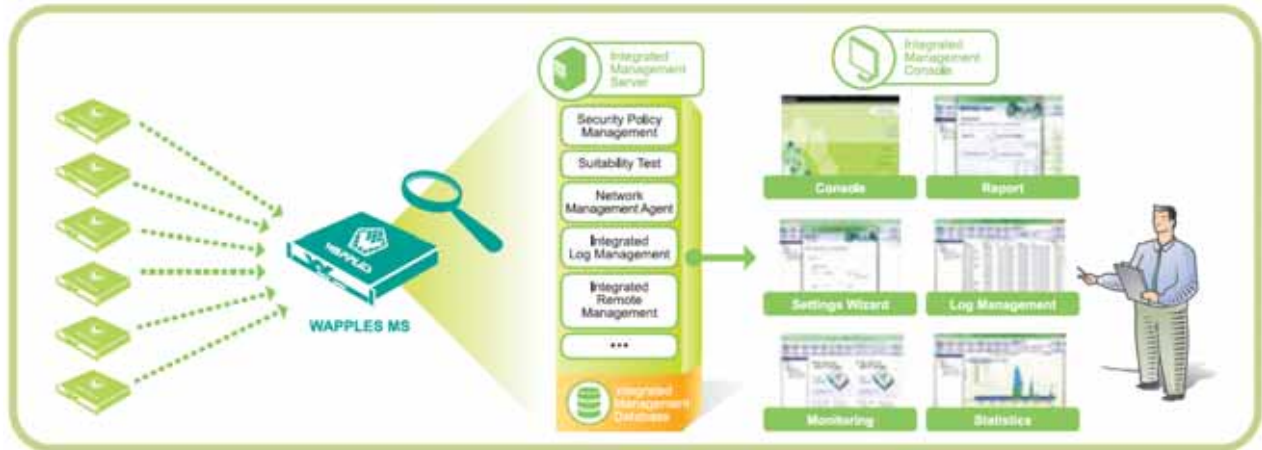 WAPPLES
WAPPLES MS
Integrated
Management
Server
Security Policy
Management
Suitability Test
Network
Management Agent
Integrated
Log Management
Integrated
Remote
Management
•••
Integrated
Management
Database
Integrated
Management
Console
Console
Report
Settings Wizard
Log Management
Monitoring
Statistics